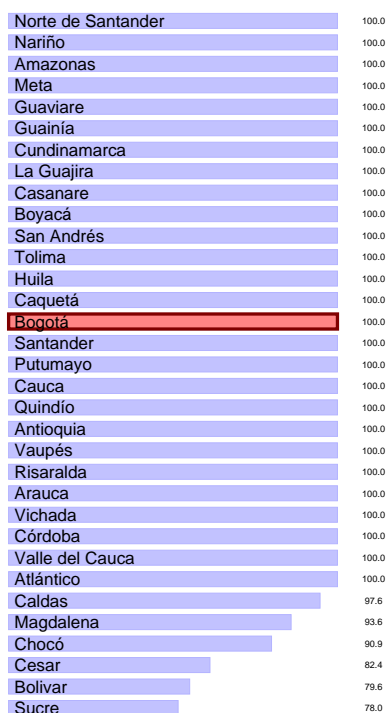 Norte de Santander 100.0
Nariño 100.0
Amazonas 100.0
Meta 100.0
Guaviare 100.0
Guainía 100.0
Cundinamarca 100.0
La Guajira 100.0
Casanare 100.0
Boyacá 100.0
San Andrés 100.0
Tolima 100.0
Huila 100.0
Caquetá 100.0
Bogotá 100.0
Santander 100.0
Putumayo 100.0
Cauca 100.0
Quindío 100.0
Antioquia 100.0
Vaupés 100.0
Risaralda 100.0
Arauca 100.0
Vichada 100.0
Córdoba 100.0
Valle del Cauca 100.0
Atlántico 100.0
Caldas 97.6
Magdalena 93.6
Chocó 90.9
Cesar 82.4
Bolivar 79.6
Sucre 78.0